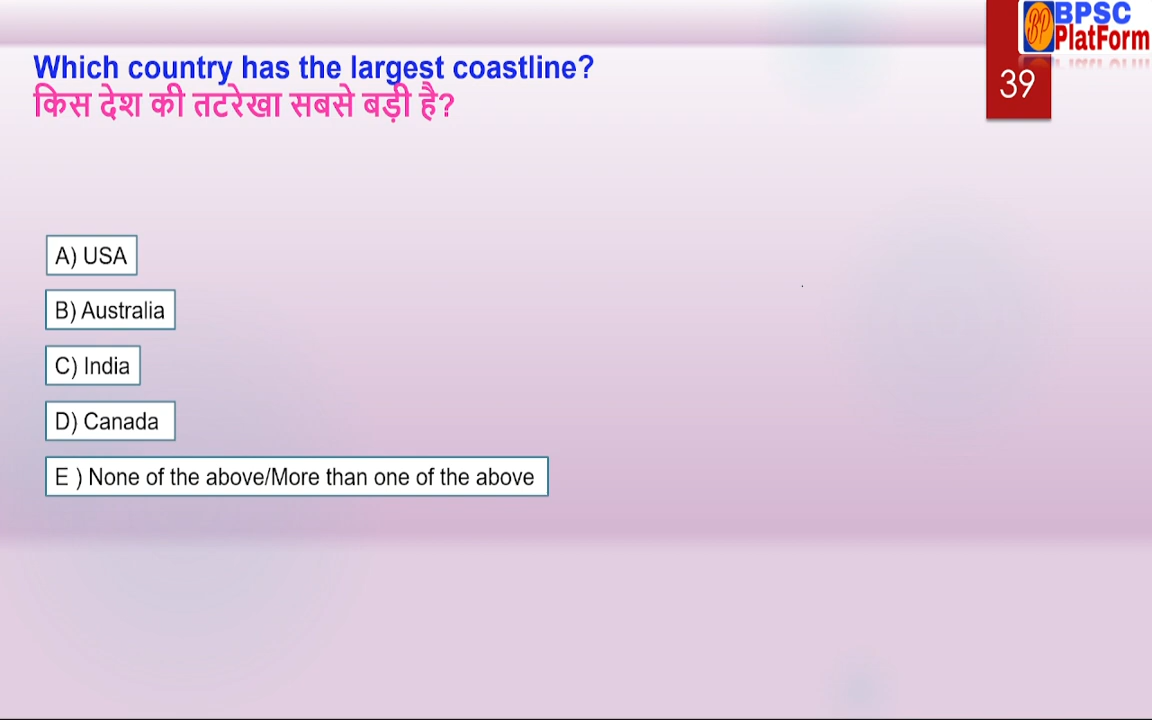 BPSC
PlatForm
39
Which country has the largest coastline?
किस देश की तटरेखा सबसे बड़ी है?
A) USA
B) Australia
C) India
D) Canada
E ) None of the above/More than one of the above